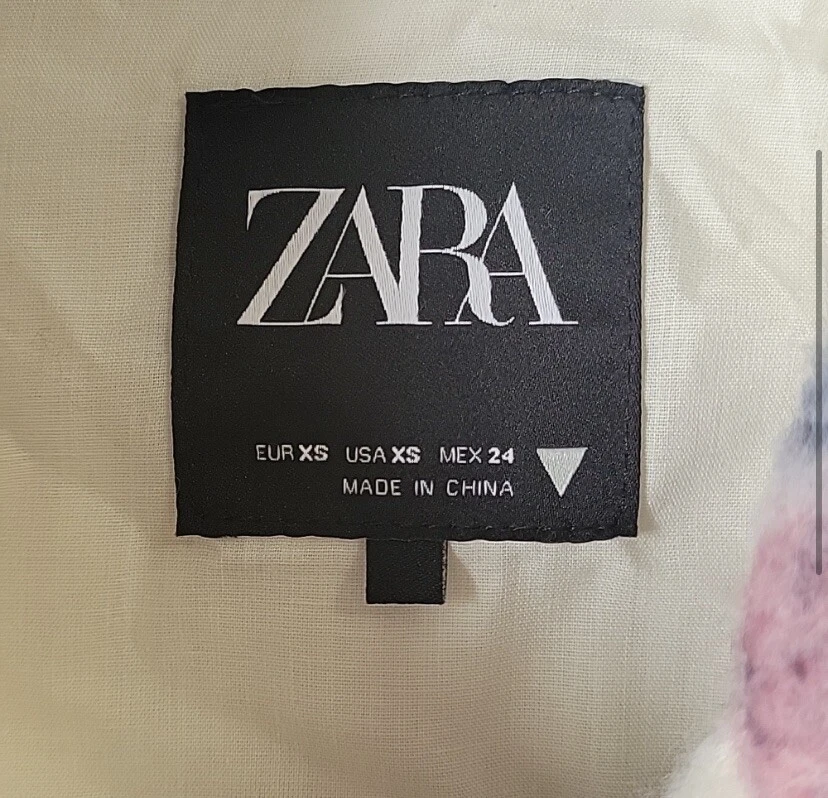 ZARA
EUR XS USA XS MEX 24
MADE IN CHINA